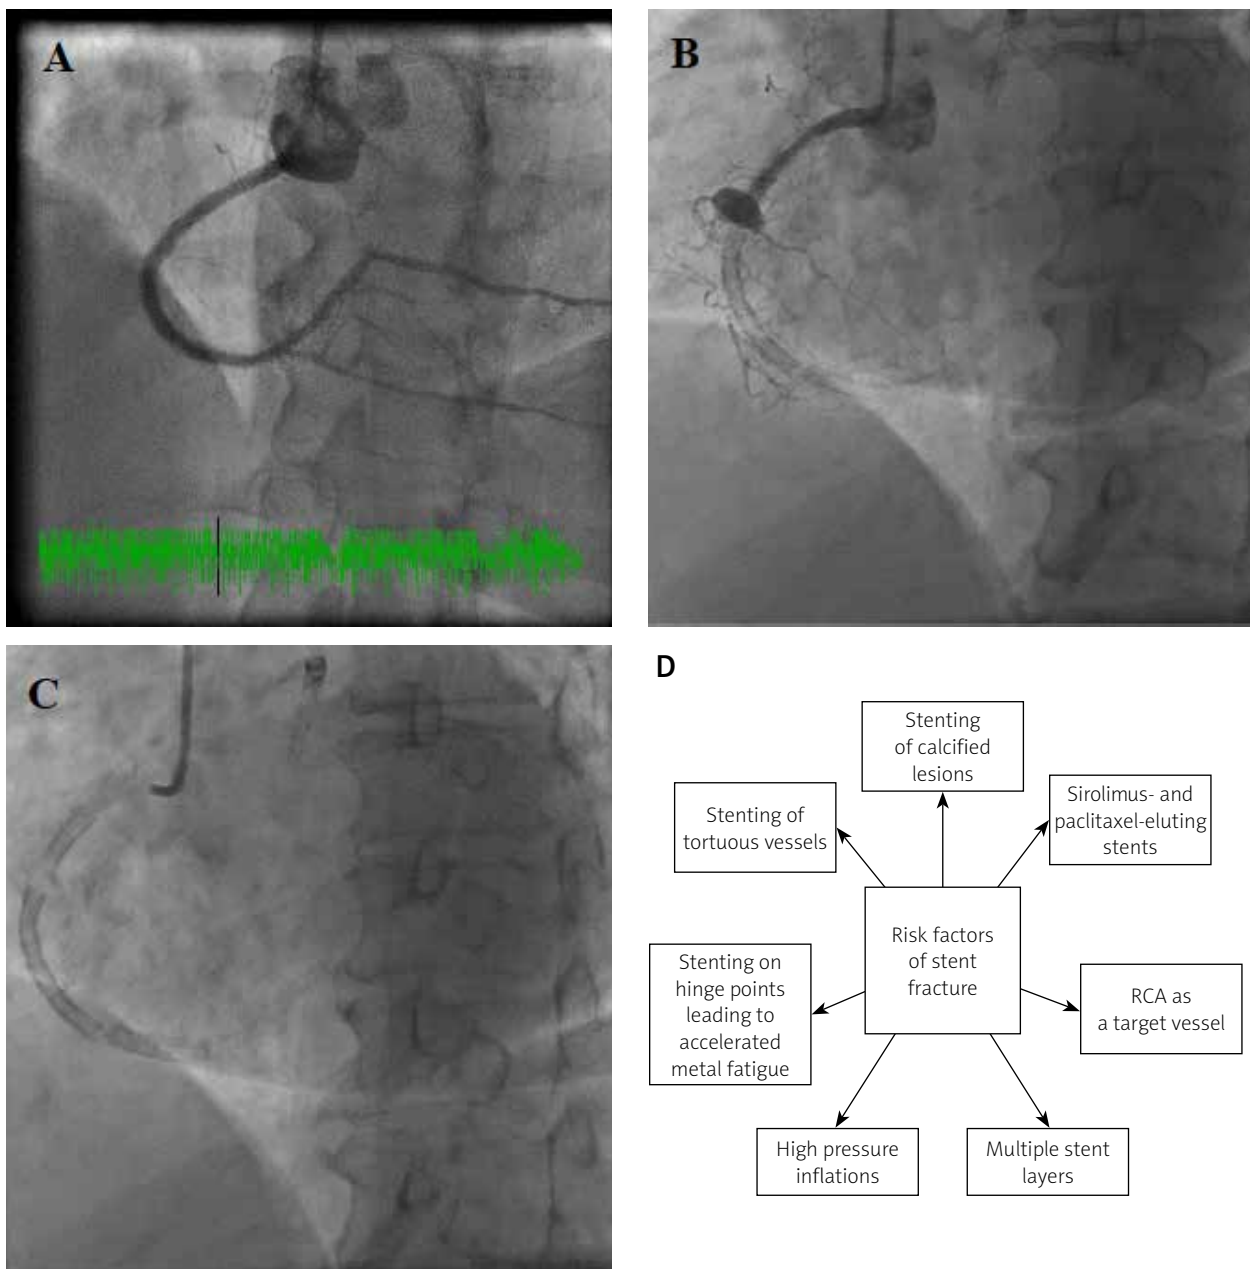 A
B
C
D
Stenting
of calcified
lesions
Stenting of
tortuous vessels
Sirolimus- and
paclitaxel-eluting
stents
Risk factors
of stent
fracture
Stenting on
hinge points
leading to
accelerated
metal fatigue
RCA as
a target vessel
High pressure
inflations
Multiple stent
layers